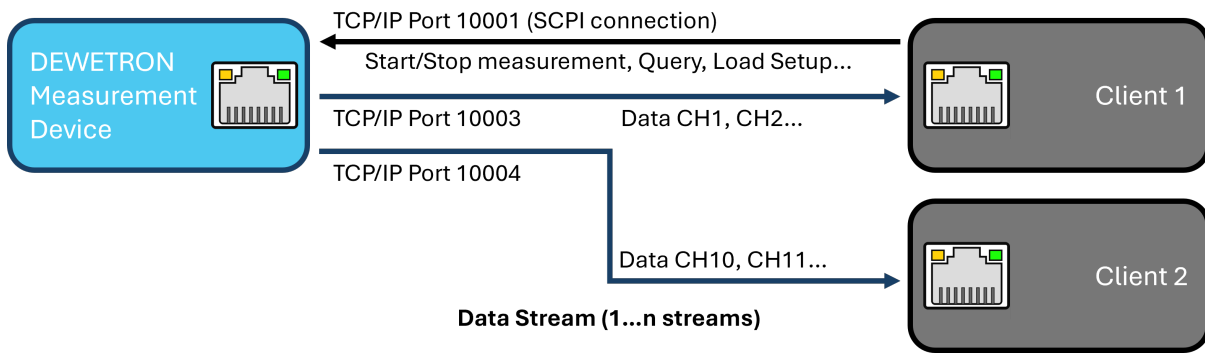 TCP/IP Port 10001 (SCPI connection)
DEWETRON
Measurement
Device
Start/Stop measurement, Query, Load Setup...
Client 1
TCP/IP Port 10003
Data CH1, CH2...
TCP/IP Port 10004
Data CH10, CH11...
Client 2
Data Stream (1...n streams)